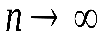 n → ∞